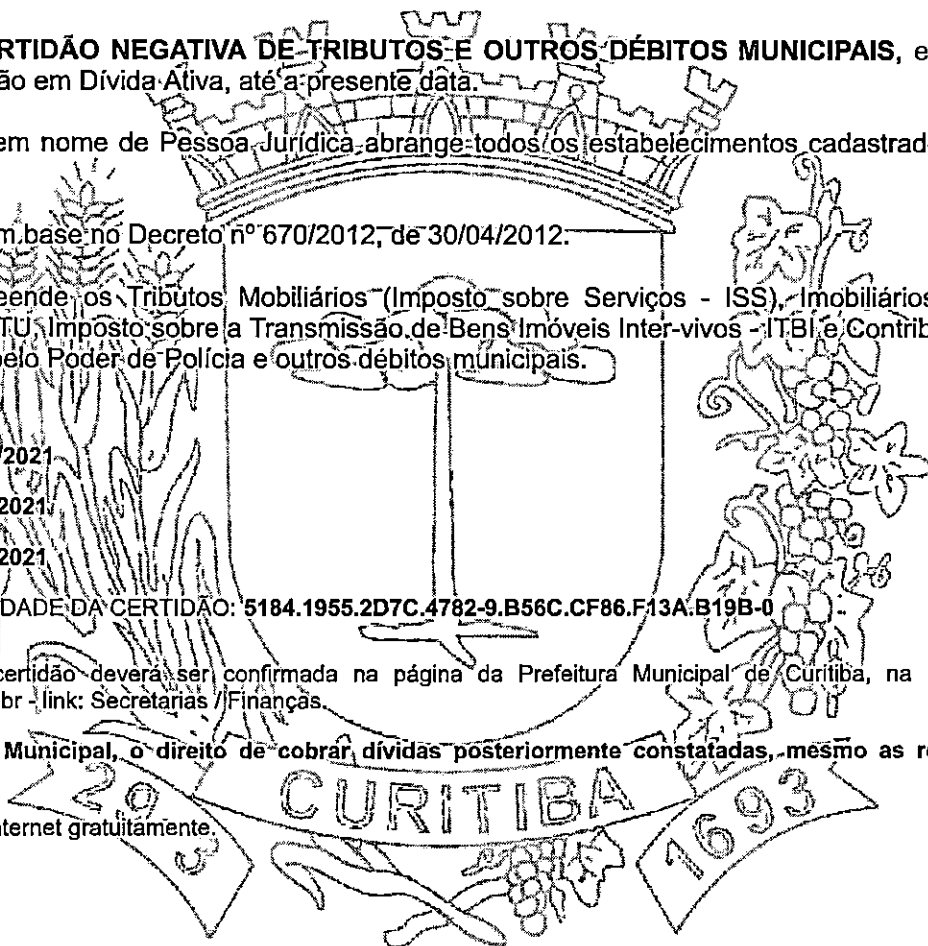 RTIDÃO NEGATIVA DE TRIBUTOS E OUTROS DÉBITOS MUNICIPAIS, e
ão em Dívida Ativa, até a presente data.
em nome de Pessoa Jurídica abrange todos os estabelecimentos cadastrad
m base no Decreto nº 670/2012, de 30/04/2012.
eende os Tributos Mobiliários (Imposto sobre Serviços - ISS), Imobiliários
TU, Imposto sobre a Transmissão de Bens Imóveis Inter-vivos - ITBI e Contrib
pelo Poder de Polícia e outros débitos municipais.
/2021
2021
2021
DADE DA CERTIDÃO: 5184.1955.2D7C.4782-9.B56C.CF86.F13A.B19B-0
certidão deverá ser confirmada na página da Prefeitura Municipal de Curitiba, na
br - link: Secretarias / Finanças.
Municipal, o direito de cobrar dívidas posteriormente constatadas, mesmo as re
nternet gratuitamente.
29 3 CURITIBA 1693